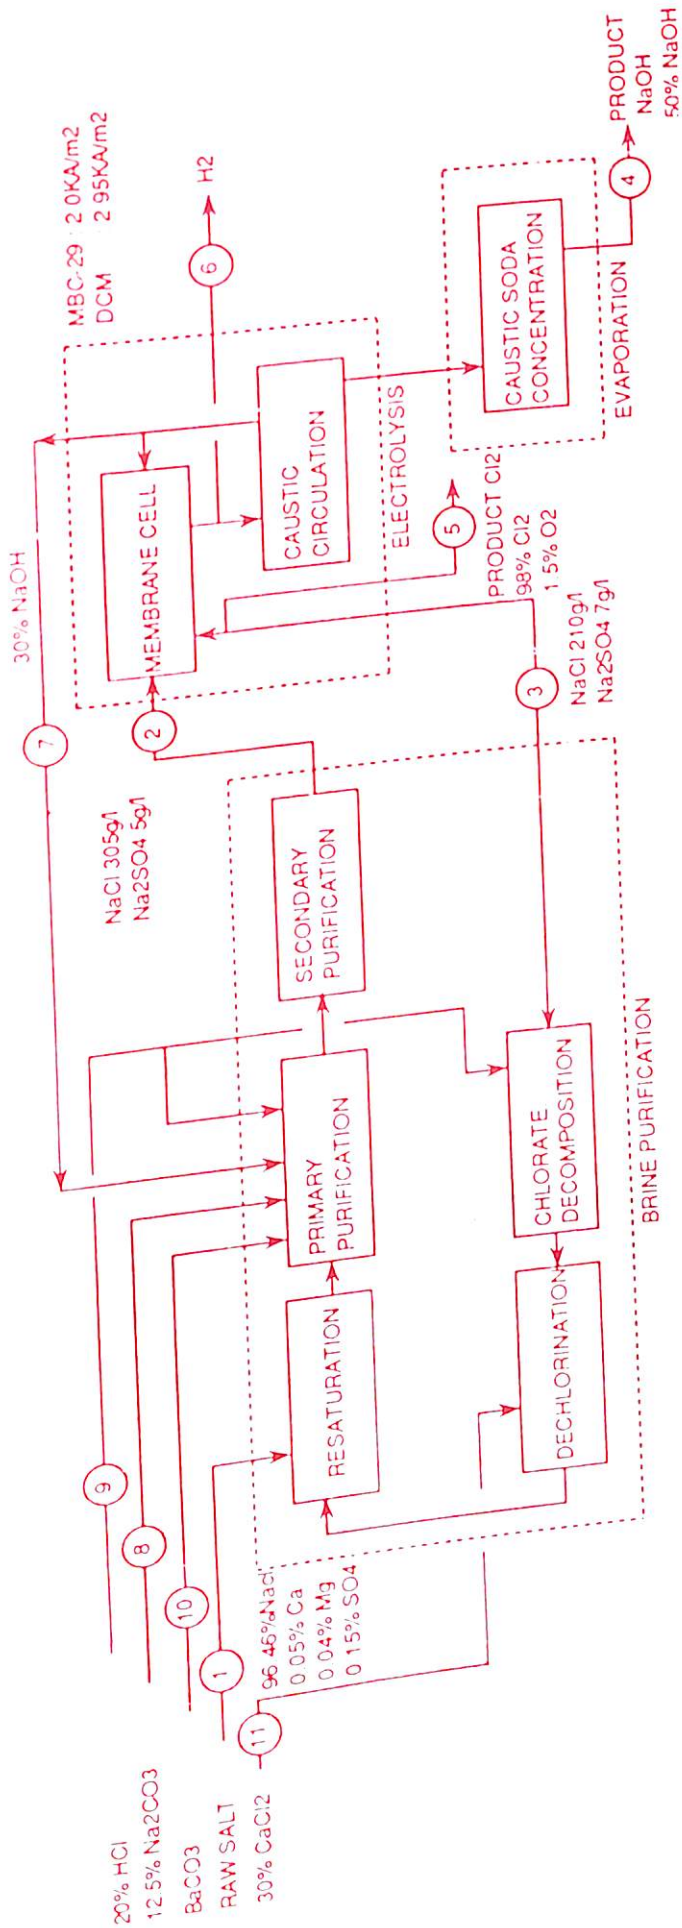 20% HCl
12.5% Na2CO3
BaCO3
RAW SALT
30% CaCl2
9
8
10
1
11
96.46%Nacl
0.05% Ca
0.04% Mg
0.15% SO4
30% NaOH
7
NaCl 305g/l
Na2SO4 5g/l
2
RESATURATION
PRIMARY
PURIFICATION
SECONDARY
PURIFICATION
DECHLORINATION
CHLORATE
DECOMPOSITION
BRINE PURIFICATION
3
NaCl 210g/l
Na2SO4 7g/l
MBC-29 : 2.0KA/m2
DCM 2.95KA/m2
MEMBRANE CELL
CAUSTIC
CIRCULATION
ELECTROLYSIS
6
H2
5
PRODUCT Cl2
98% Cl2
1.5% O2
CAUSTIC SODA
CONCENTRATION
EVAPORATION
4
PRODUCT
NaOH
50% NaOH